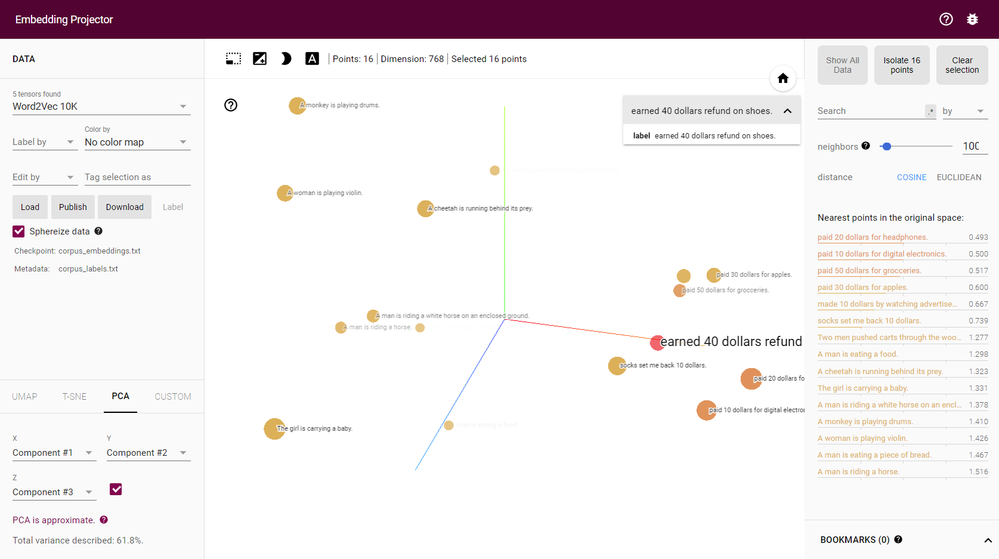 Embedding Projector
DATA
5 tensors found
Word2Vec 10K
Label by
Color by
No color map
Edit by
Tag selection as
Load
Publish
Download
Label
Sphereize data
Checkpoint: corpus_embeddings.txt
Metadata: corpus_labels.txt
UMAP
T-SNE
PCA
CUSTOM
X
Component #1
Y
Component #2
Z
Component #3
PCA is approximate.
Total variance described: 61.8%.
A
Points: 16
Dimension: 768
Selected 16 points
earned 40 dollars refund on shoes.
label earned 40 dollars refund on shoes.
A monkey is playing drums.
A woman is playing violin.
A cheetah is running behind its prey.
paid 30 dollars for apples.
paid 50 dollars for grocceries.
A man is riding a white horse on an enclosed ground.
A man is riding a horse.
earned 40 dollars refund
socks set me back 10 dollars.
paid 20 dollars fo
paid 10 dollars for digital electron
The girl is carrying a baby.
man is eating a food.
Show All
Data
Isolate 16
points
Clear
selection
Search
.*
by
neighbors
100
distance
COSINE
EUCLIDEAN
Nearest points in the original space:
paid 20 dollars for headphones. 0.493
paid 10 dollars for digital electronics. 0.500
paid 50 dollars for grocceries. 0.517
paid 30 dollars for apples. 0.600
made 10 dollars by watching advertise... 0.667
socks set me back 10 dollars. 0.739
Two men pushed carts through the woo... 1.277
A man is eating a food. 1.298
A cheetah is running behind its prey. 1.323
The girl is carrying a baby. 1.331
A man is riding a white horse on an encl... 1.378
A monkey is playing drums. 1.410
A woman is playing violin. 1.426
A man is eating a piece of bread. 1.467
A man is riding a horse. 1.516
BOOKMARKS (0)